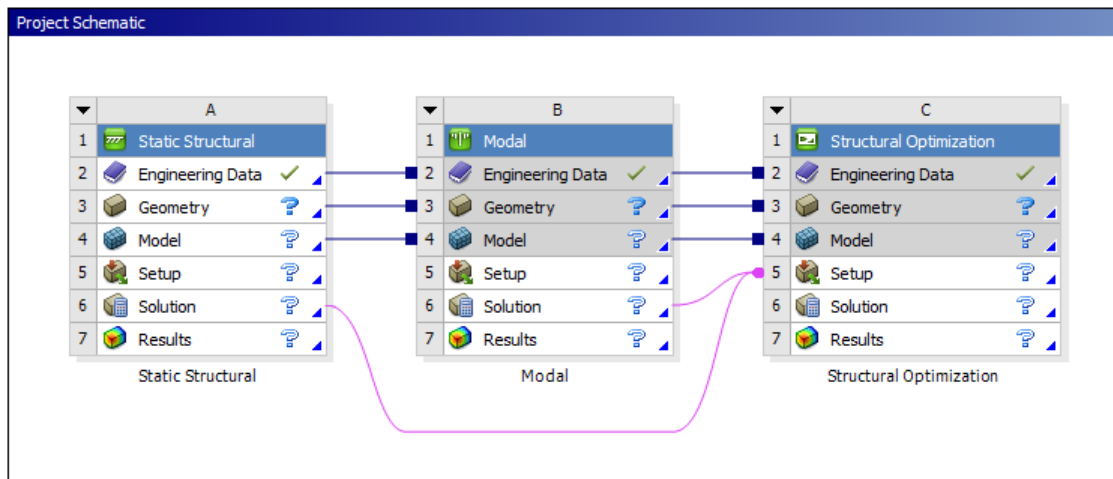 Project Schematic
A
1 Static Structural
2 Engineering Data
3 Geometry
4 Model
5 Setup
6 Solution
7 Results
Static Structural
B
1 Modal
2 Engineering Data
3 Geometry
4 Model
5 Setup
6 Solution
7 Results
Modal
C
1 Structural Optimization
2 Engineering Data
3 Geometry
4 Model
5 Setup
6 Solution
7 Results
Structural Optimization